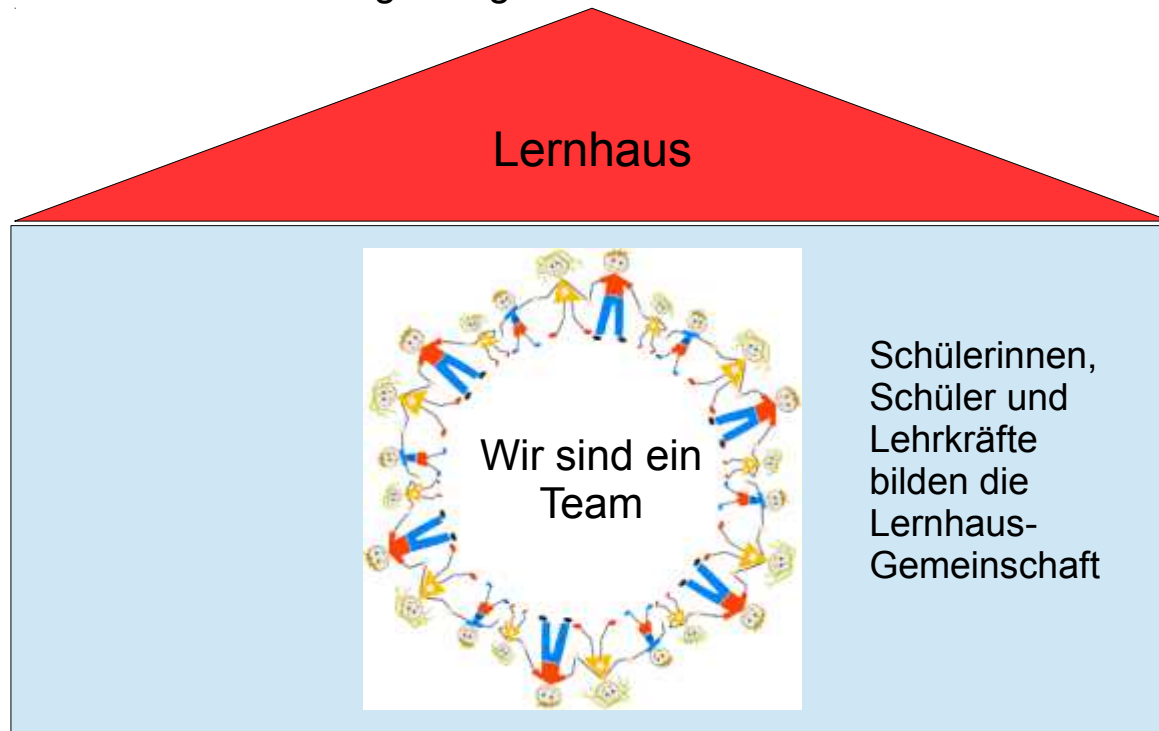 Lernhaus
Wir sind ein
Team
Schülerinnen,
Schüler und
Lehrkräfte
bilden die
Lernhaus-
Gemeinschaft